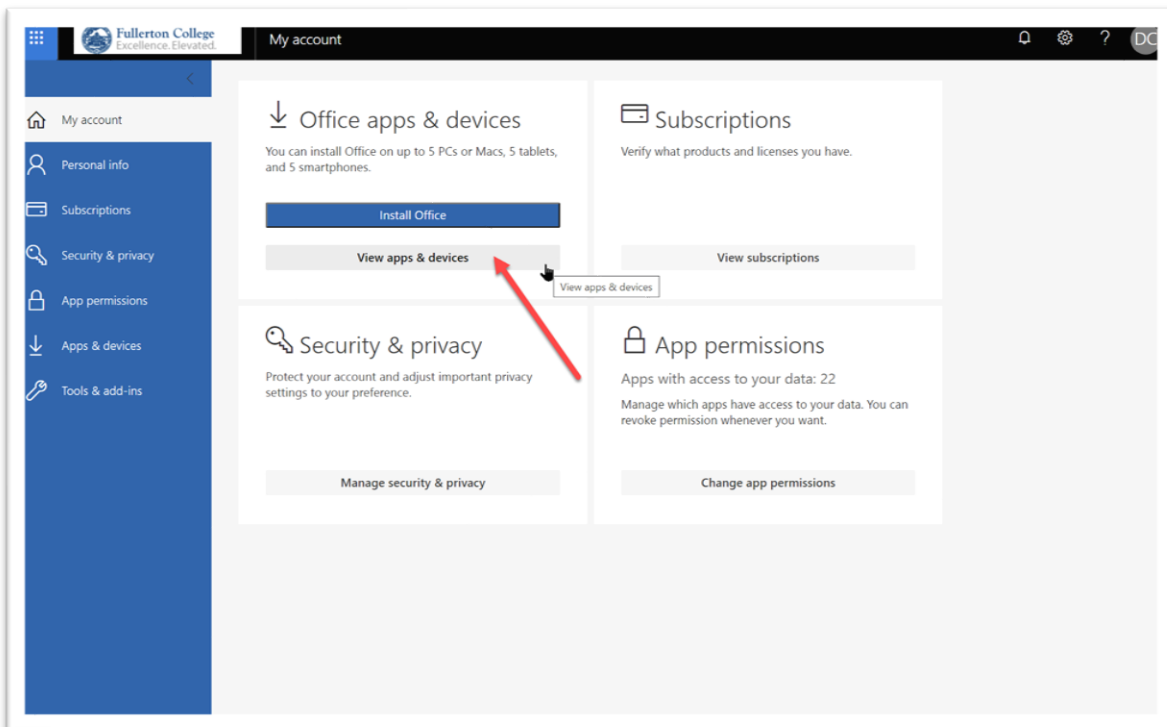 Fullerton College
Excellence. Elevated.
My account
?
DC
My account
Personal info
Subscriptions
Security & privacy
App permissions
Apps & devices
Tools & add-ins
Office apps & devices
You can install Office on up to 5 PCs or Macs, 5 tablets,
and 5 smartphones.
Install Office
View apps & devices
View apps & devices
Subscriptions
Verify what products and licenses you have.
View subscriptions
Security & privacy
Protect your account and adjust important privacy
settings to your preference.
Manage security & privacy
App permissions
Apps with access to your data: 22
Manage which apps have access to your data. You can
revoke permission whenever you want.
Change app permissions